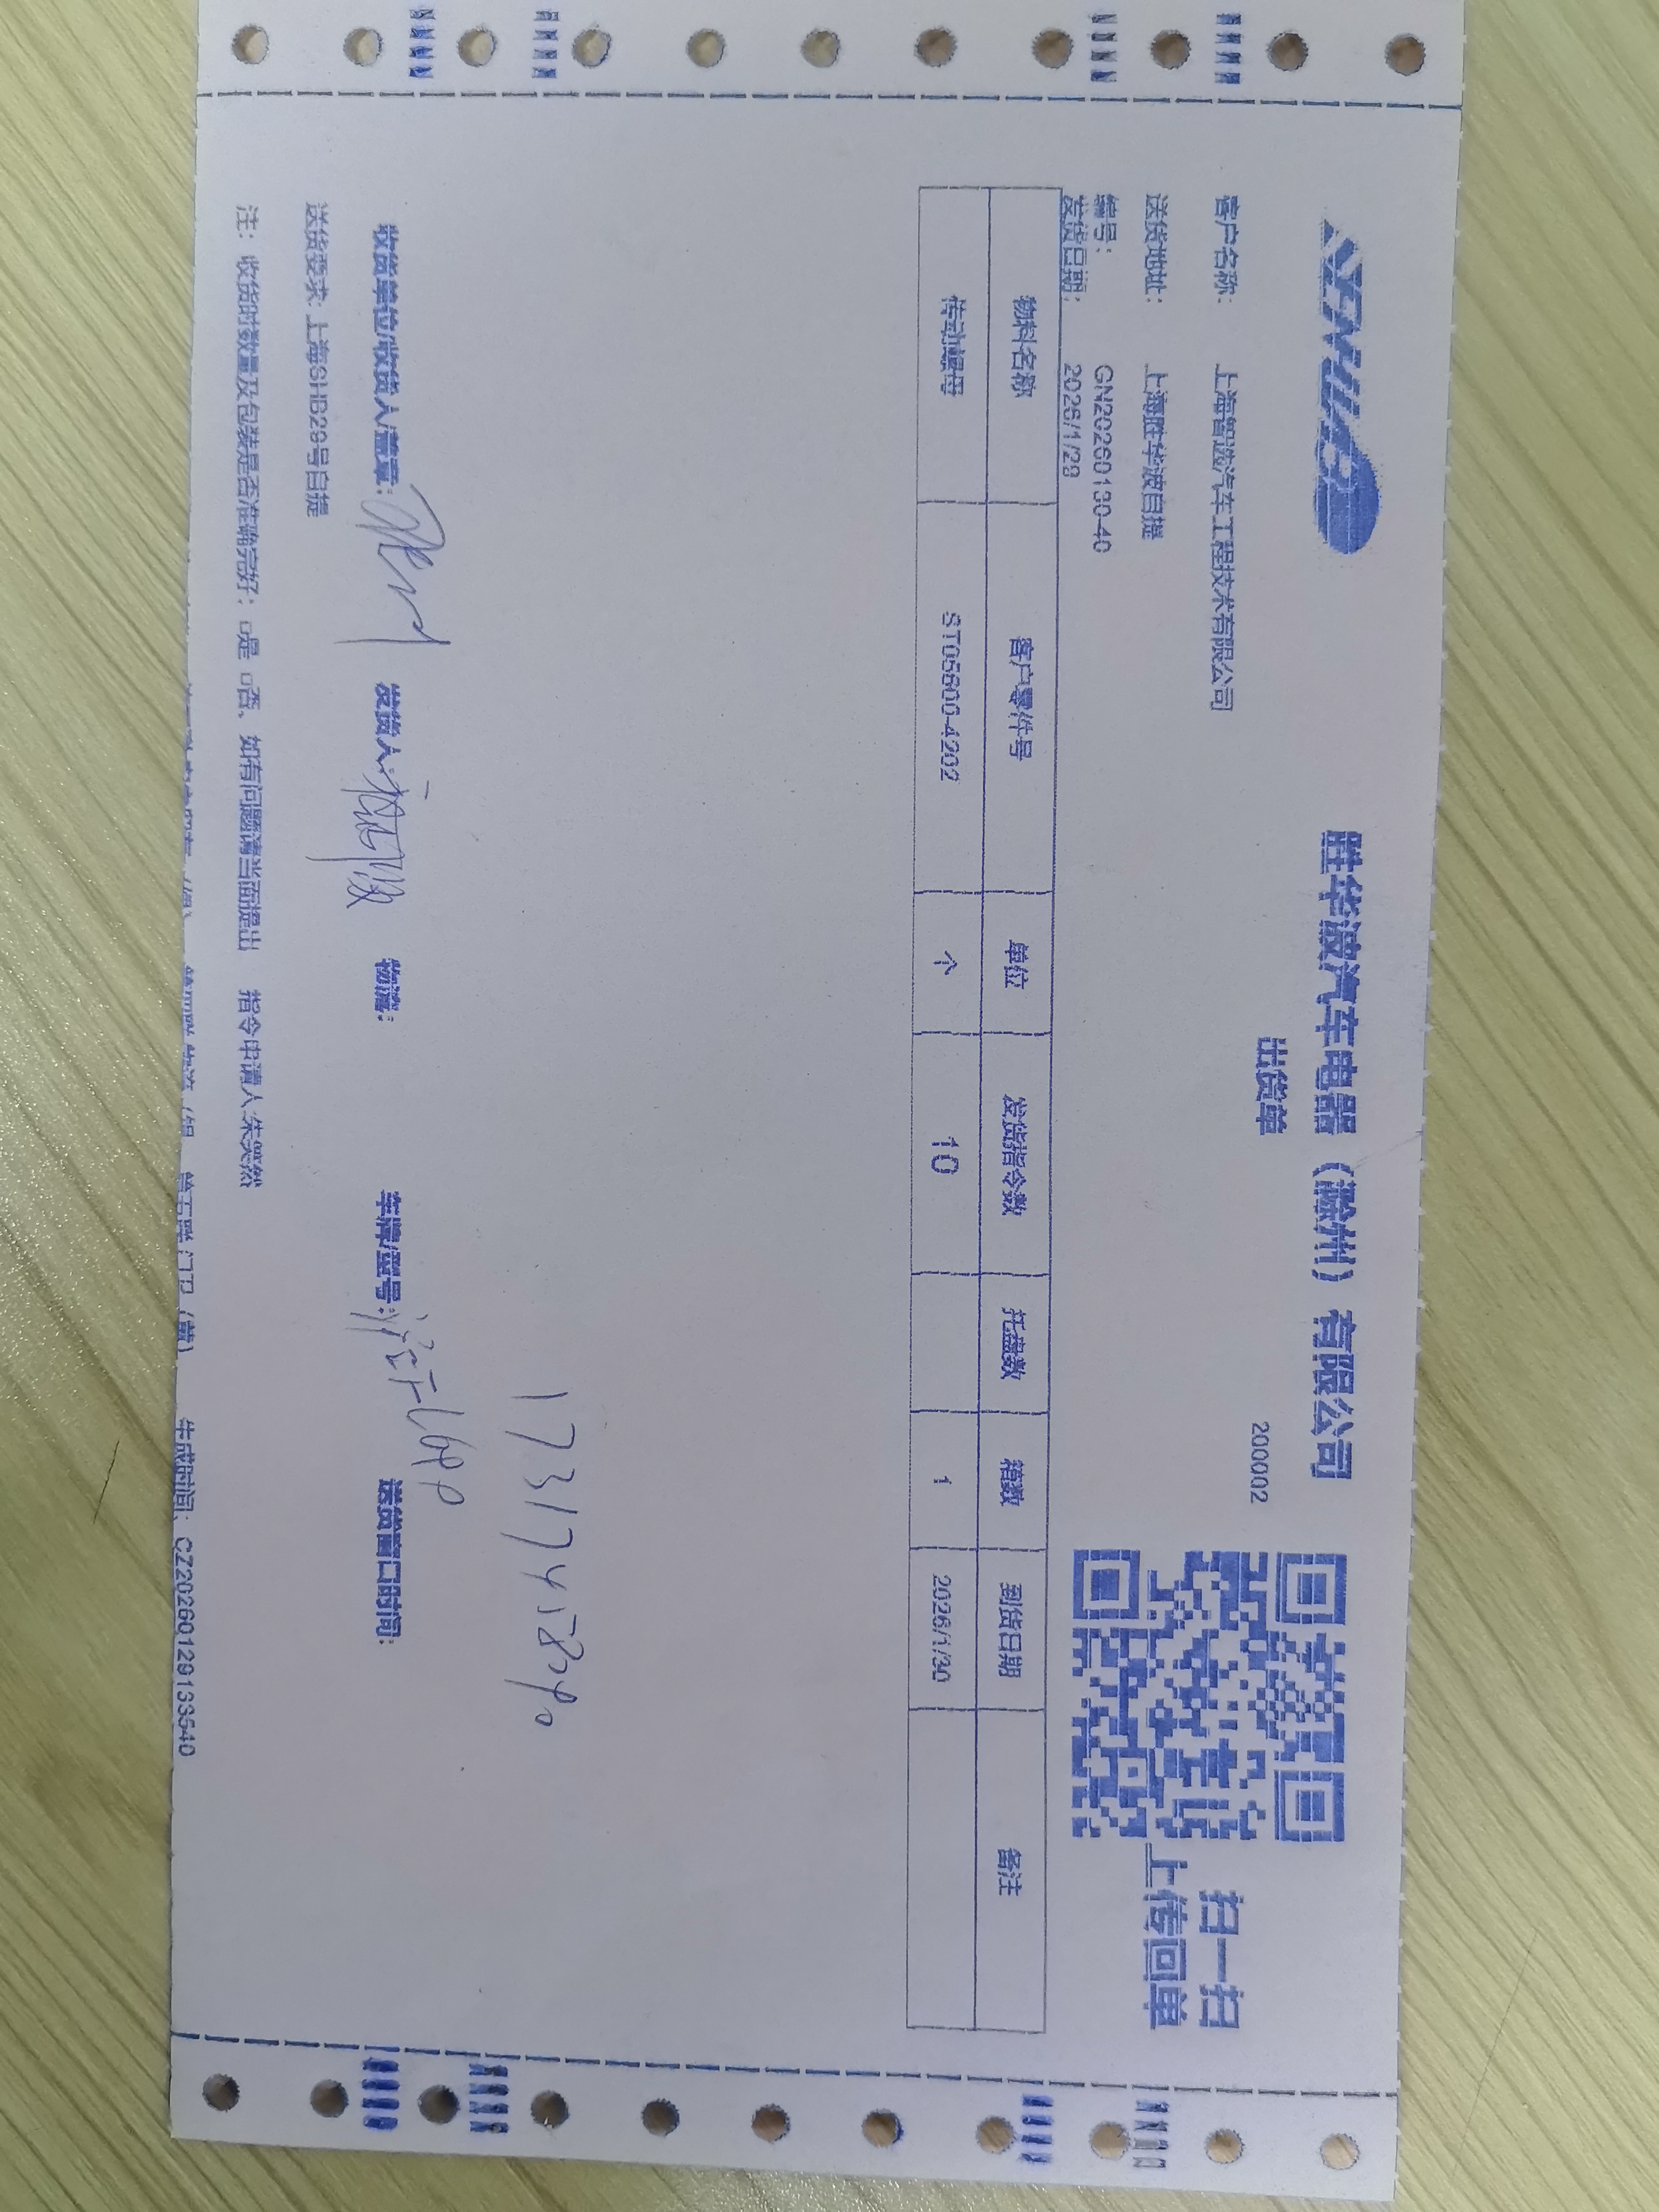 胜华波汽车电器（滁州）有限公司
出货单
200002
扫一扫
上传回单
客户名称： 上海智选汽车工程技术有限公司
送货地址： 上海胜华波自提
编号： GN20260130-40
发货日期： 2026/1/29
物料名称 客户零件号 单位 发货指令数 托盘数 箱数 到货日期 备注
传动螺母 ST05600-4202 个 10 1 2026/1/30
收货单位/收货人/盖章： 发货人： 物流： 车牌/型号： 送货窗口时间：
送货要求：上海SHB29号自提
注： 收货时数量及包装是否准确完好：□是 □否，如有问题请当面提出 指令申请人:朱笑然
生成时间：CZ20260129133540